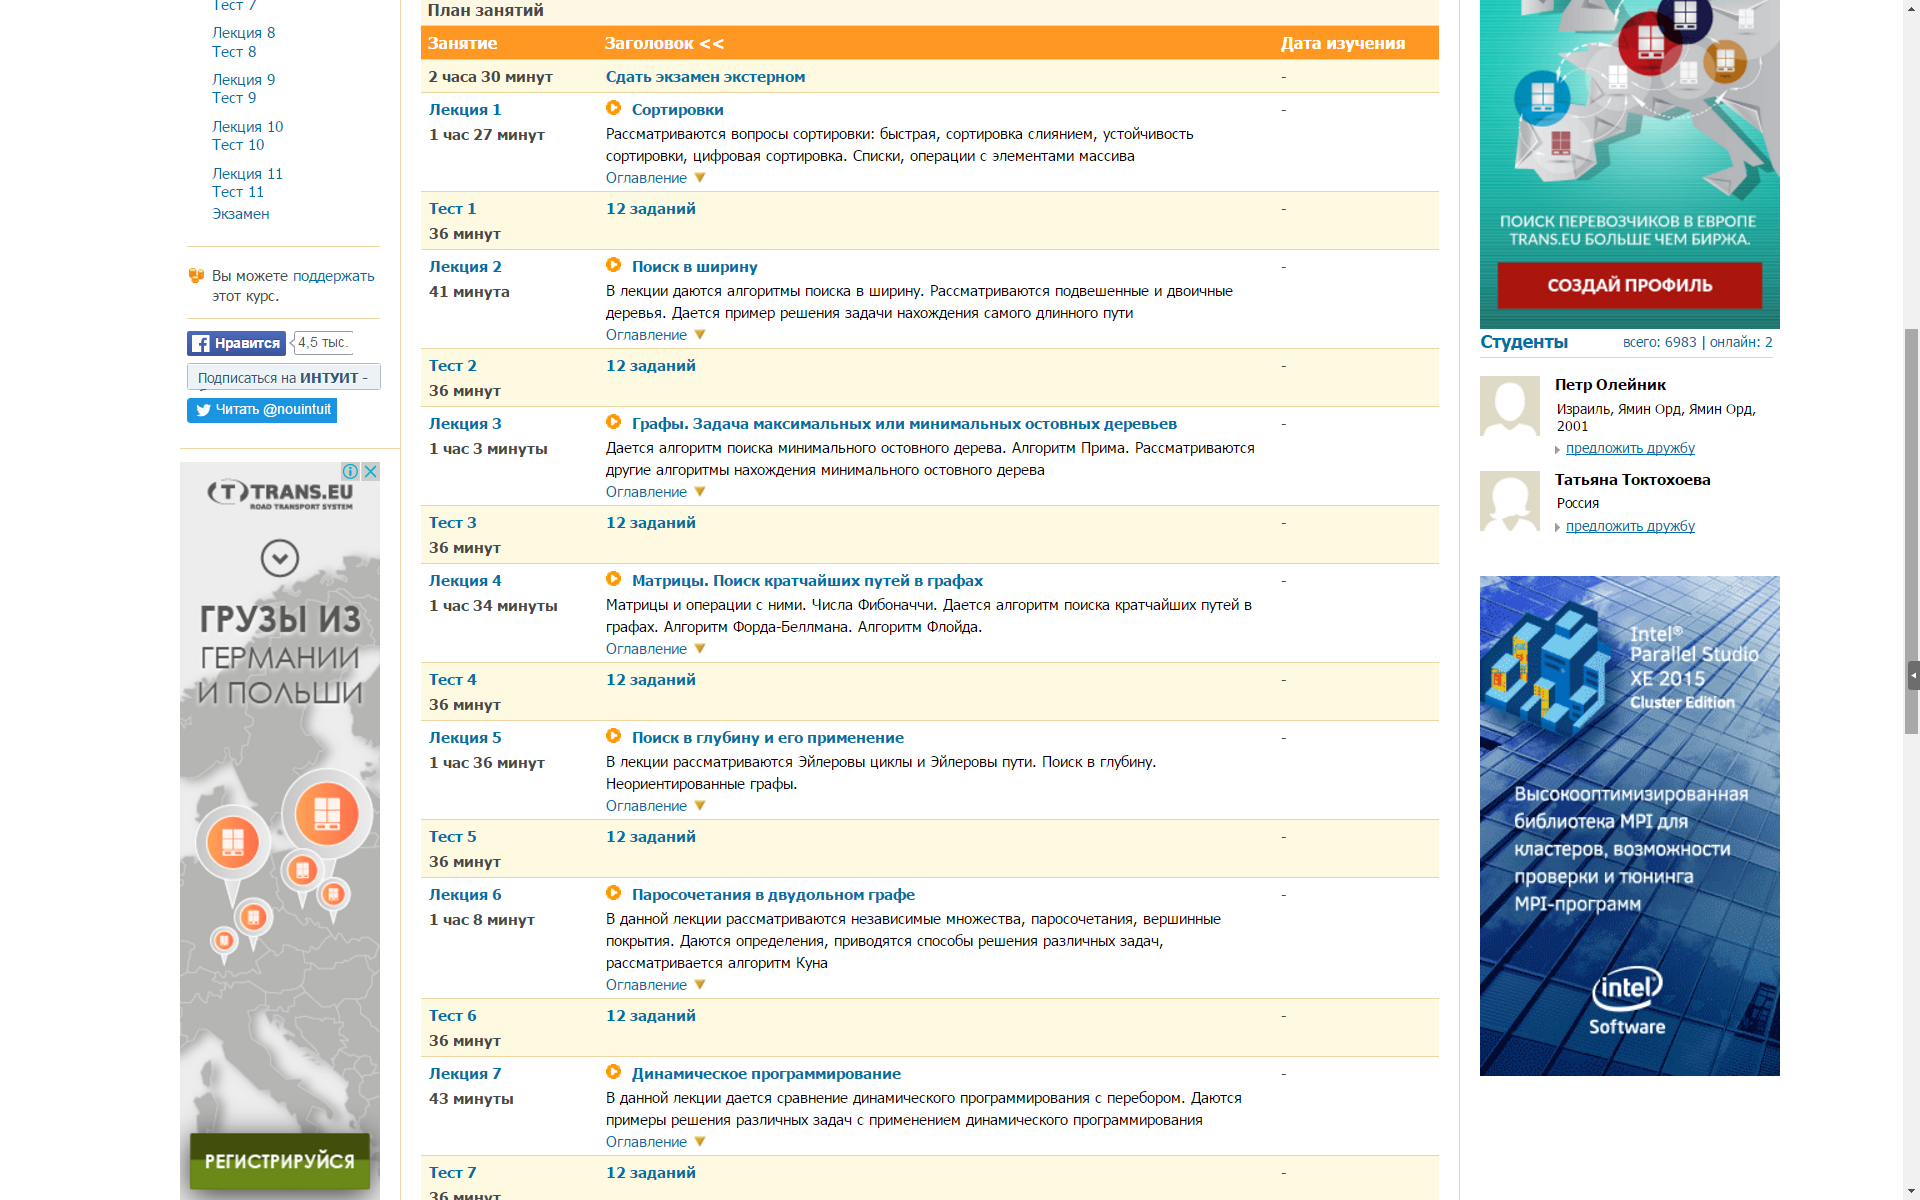 Тест 7
Лекция 8
Тест 8
Лекция 9
Тест 9
Лекция 10
Тест 10
Лекция 11
Тест 11
Экзамен
Вы можете поддержать
этот курс.
Нравится 4,5 тыс.
Подписаться на ИНТУИТ -
Читать @nouintuit
TRANS.EU
ROAD TRANSPORT SYSTEM
ГРУЗЫ ИЗ
ГЕРМАНИИ
И ПОЛЬШИ
РЕГИСТРИРУЙСЯ
План занятий
Занятие Заголовок << Дата изучения
2 часа 30 минут Сдать экзамен экстерном -
Лекция 1 Сортировки -
1 час 27 минут Рассматриваются вопросы сортировки: быстрая, сортировка слиянием, устойчивость
сортировки, цифровая сортировка. Списки, операции с элементами массива
Оглавление
Тест 1 12 заданий -
36 минут
Лекция 2 Поиск в ширину -
41 минута В лекции даются алгоритмы поиска в ширину. Рассматриваются подвешенные и двоичные
деревья. Дается пример решения задачи нахождения самого длинного пути
Оглавление
Тест 2 12 заданий -
36 минут
Лекция 3 Графы. Задача максимальных или минимальных остовных деревьев -
1 час 3 минуты Дается алгоритм поиска минимального остовного дерева. Алгоритм Прима. Рассматриваются
другие алгоритмы нахождения минимального остовного дерева
Оглавление
Тест 3 12 заданий -
36 минут
Лекция 4 Матрицы. Поиск кратчайших путей в графах -
1 час 34 минуты Матрицы и операции с ними. Числа Фибоначчи. Дается алгоритм поиска кратчайших путей в
графах. Алгоритм Форда-Беллмана. Алгоритм Флойда.
Оглавление
Тест 4 12 заданий -
36 минут
Лекция 5 Поиск в глубину и его применение -
1 час 36 минут В лекции рассматриваются Эйлеровы циклы и Эйлеровы пути. Поиск в глубину.
Неориентированные графы.
Оглавление
Тест 5 12 заданий -
36 минут
Лекция 6 Паросочетания в двудольном графе -
1 час 8 минут В данной лекции рассматриваются независимые множества, паросочетания, вершинные
покрытия. Даются определения, приводятся способы решения различных задач,
рассматривается алгоритм Куна
Оглавление
Тест 6 12 заданий -
36 минут
Лекция 7 Динамическое программирование -
43 минуты В данной лекции дается сравнение динамического программирования с перебором. Даются
примеры решения различных задач с применением динамического программирования
Оглавление
Тест 7 12 заданий -
36 минут
ПОИСК ПЕРЕВОЗЧИКОВ В ЕВРОПЕ
TRANS.EU БОЛЬШЕ ЧЕМ БИРЖА.
СОЗДАЙ ПРОФИЛЬ
Студенты всего: 6983 | онлайн: 2
Петр Олейник
Израиль, Ямин Орд, Ямин Орд,
2001
предложить дружбу
Татьяна Токтохоева
Россия
предложить дружбу
Intel®
Parallel Studio
XE 2015
Cluster Edition
Высокооптимизированная
библиотека MPI для
кластеров, возможности
проверки и тюнинга
MPI-программ
intel
Software